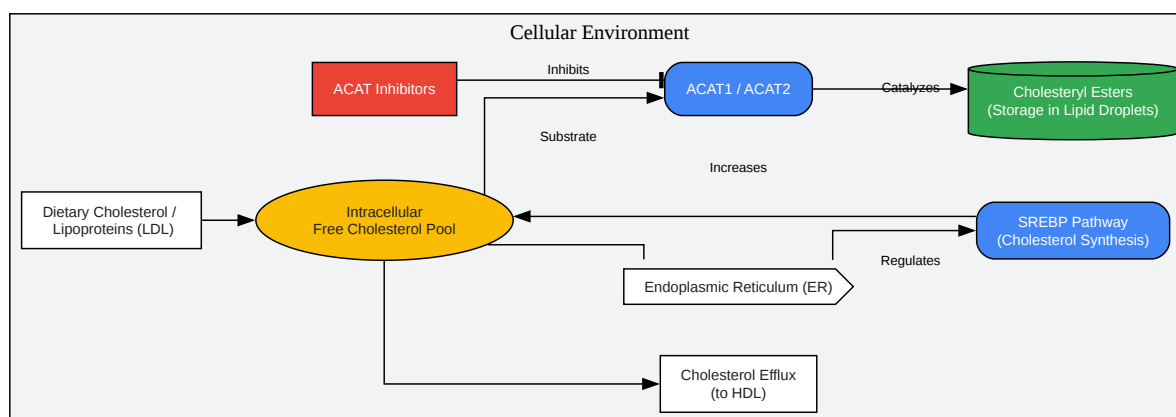 Cellular Environment
Inhibits
ACAT Inhibitors
ACAT1 / ACAT2
Catalyzes
Cholesteryl Esters
(Storage in Lipid Droplets)
Substrate
Increases
Dietary Cholesterol /
Lipoproteins (LDL)
Intracellular
Free Cholesterol Pool
SREBP Pathway
(Cholesterol Synthesis)
Regulates
Endoplasmic Reticulum (ER)
Cholesterol Efflux
(to HDL)